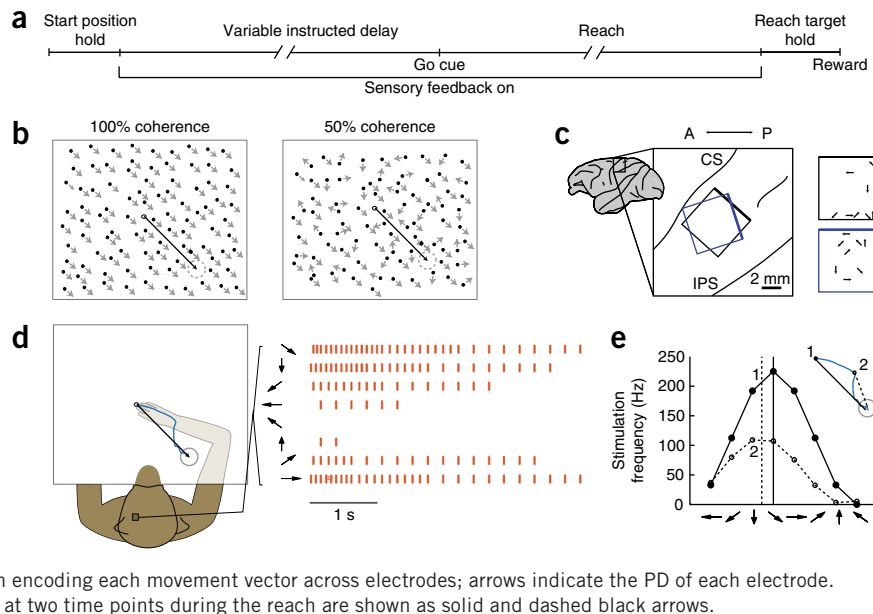 a
Start position
hold
Variable instructed delay
Reach
Reach target
hold
Go cue
Reward
Sensory feedback on
b
100% coherence
50% coherence
c
A
P
CS
IPS
2 mm
d
1 s
e
Stimulation
frequency (Hz)
250
200
150
100
50
0
1
2
1
2
encoding each movement vector across electrodes; arrows indicate the PD of each electrode.
at two time points during the reach are shown as solid and dashed black arrows.